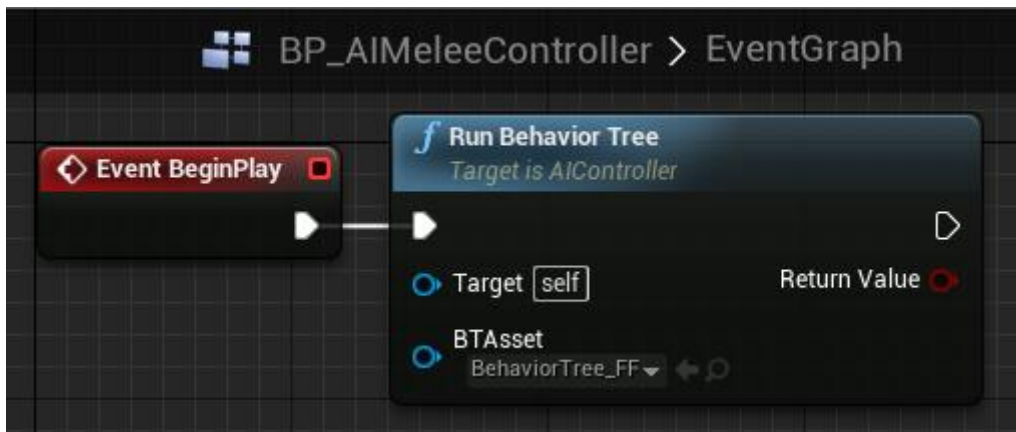 BP_AIMeleeController > EventGraph
Event BeginPlay
f Run Behavior Tree
Target is AIController
Target self
Return Value
BTAsset
BehaviorTree_FF